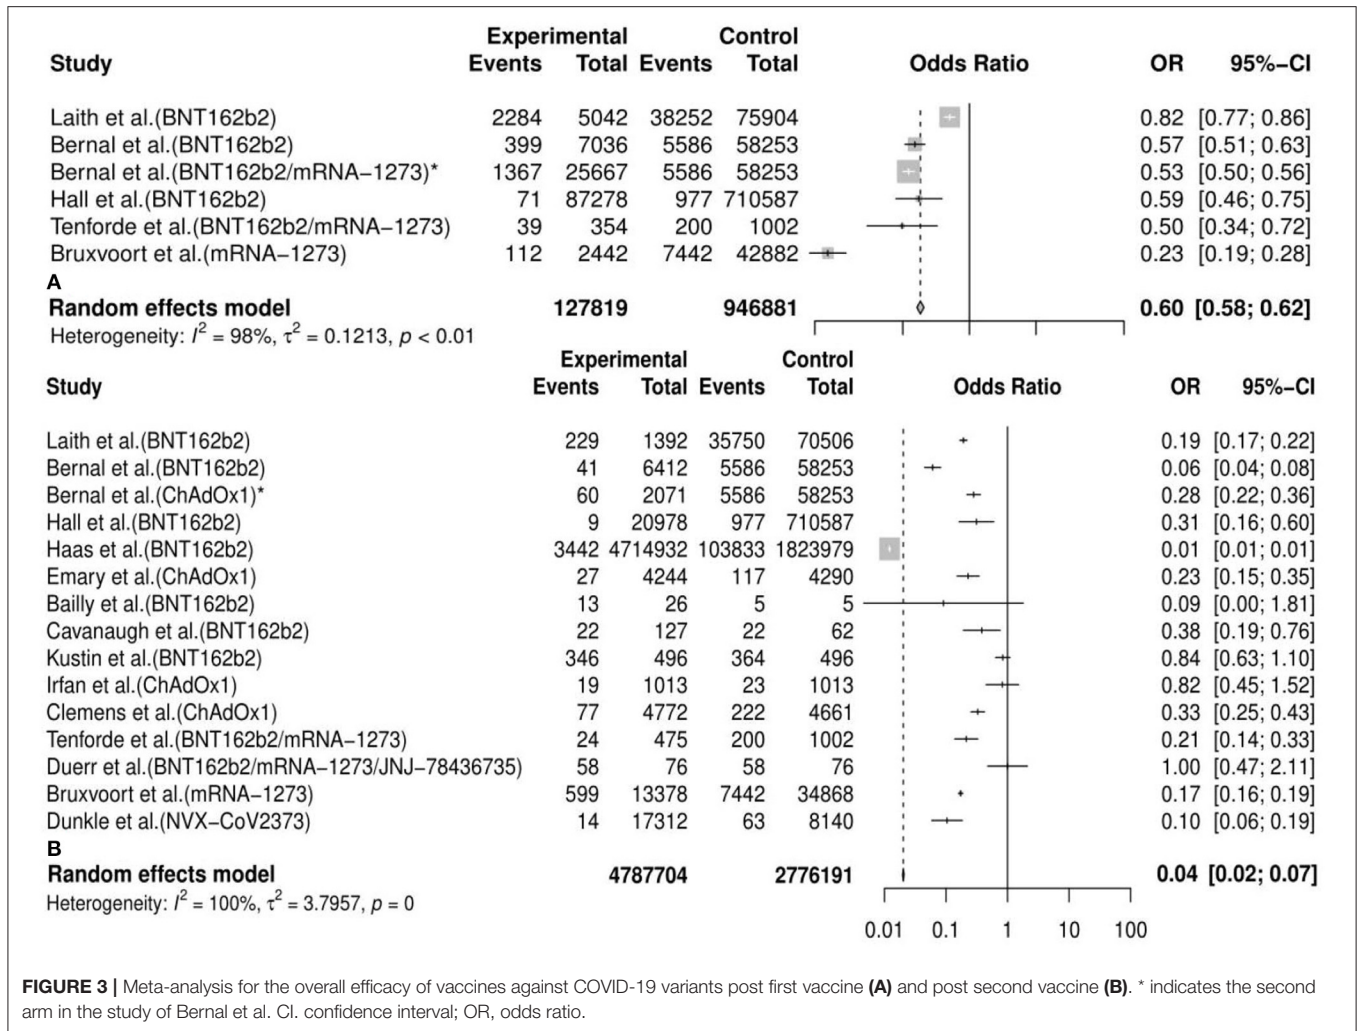 Experimental Control
Study Events Total Events Total Odds Ratio OR 95%−CI
Laith et al.(BNT162b2) 2284 5042 38252 75904 0.82 [0.77; 0.86]
Bernal et al.(BNT162b2) 399 7036 5586 58253 0.57 [0.51; 0.63]
Bernal et al.(BNT162b2/mRNA−1273)* 1367 25667 5586 58253 0.53 [0.50; 0.56]
Hall et al.(BNT162b2) 71 87278 977 710587 0.59 [0.46; 0.75]
Tenforde et al.(BNT162b2/mRNA−1273) 39 354 200 1002 0.50 [0.34; 0.72]
Bruxvoort et al.(mRNA−1273) 112 2442 7442 42882 0.23 [0.19; 0.28]
A
Random effects model 127819 946881 0.60 [0.58; 0.62]
Heterogeneity: I² = 98%, τ² = 0.1213, p < 0.01
Experimental Control
Study Events Total Events Total Odds Ratio OR 95%−CI
Laith et al.(BNT162b2) 229 1392 35750 70506 0.19 [0.17; 0.22]
Bernal et al.(BNT162b2) 41 6412 5586 58253 0.06 [0.04; 0.08]
Bernal et al.(ChAdOx1)* 60 2071 5586 58253 0.28 [0.22; 0.36]
Hall et al.(BNT162b2) 9 20978 977 710587 0.31 [0.16; 0.60]
Haas et al.(BNT162b2) 3442 4714932 103833 1823979 0.01 [0.01; 0.01]
Emary et al.(ChAdOx1) 27 4244 117 4290 0.23 [0.15; 0.35]
Bailly et al.(BNT162b2) 13 26 5 5 0.09 [0.00; 1.81]
Cavanaugh et al.(BNT162b2) 22 127 22 62 0.38 [0.19; 0.76]
Kustin et al.(BNT162b2) 346 496 364 496 0.84 [0.63; 1.10]
Irfan et al.(ChAdOx1) 19 1013 23 1013 0.82 [0.45; 1.52]
Clemens et al.(ChAdOx1) 77 4772 222 4661 0.33 [0.25; 0.43]
Tenforde et al.(BNT162b2/mRNA−1273) 24 475 200 1002 0.21 [0.14; 0.33]
Duerr et al.(BNT162b2/mRNA−1273/JNJ−78436735) 58 76 58 76 1.00 [0.47; 2.11]
Bruxvoort et al.(mRNA−1273) 599 13378 7442 34868 0.17 [0.16; 0.19]
Dunkle et al.(NVX−CoV2373) 14 17312 63 8140 0.10 [0.06; 0.19]
B
Random effects model 4787704 2776191 0.04 [0.02; 0.07]
Heterogeneity: I² = 100%, τ² = 3.7957, p = 0
0.01 0.1 1 10 100
FIGURE 3 | Meta-analysis for the overall efficacy of vaccines against COVID-19 variants post first vaccine (A) and post second vaccine (B). * indicates the second
arm in the study of Bernal et al. CI. confidence interval; OR, odds ratio.